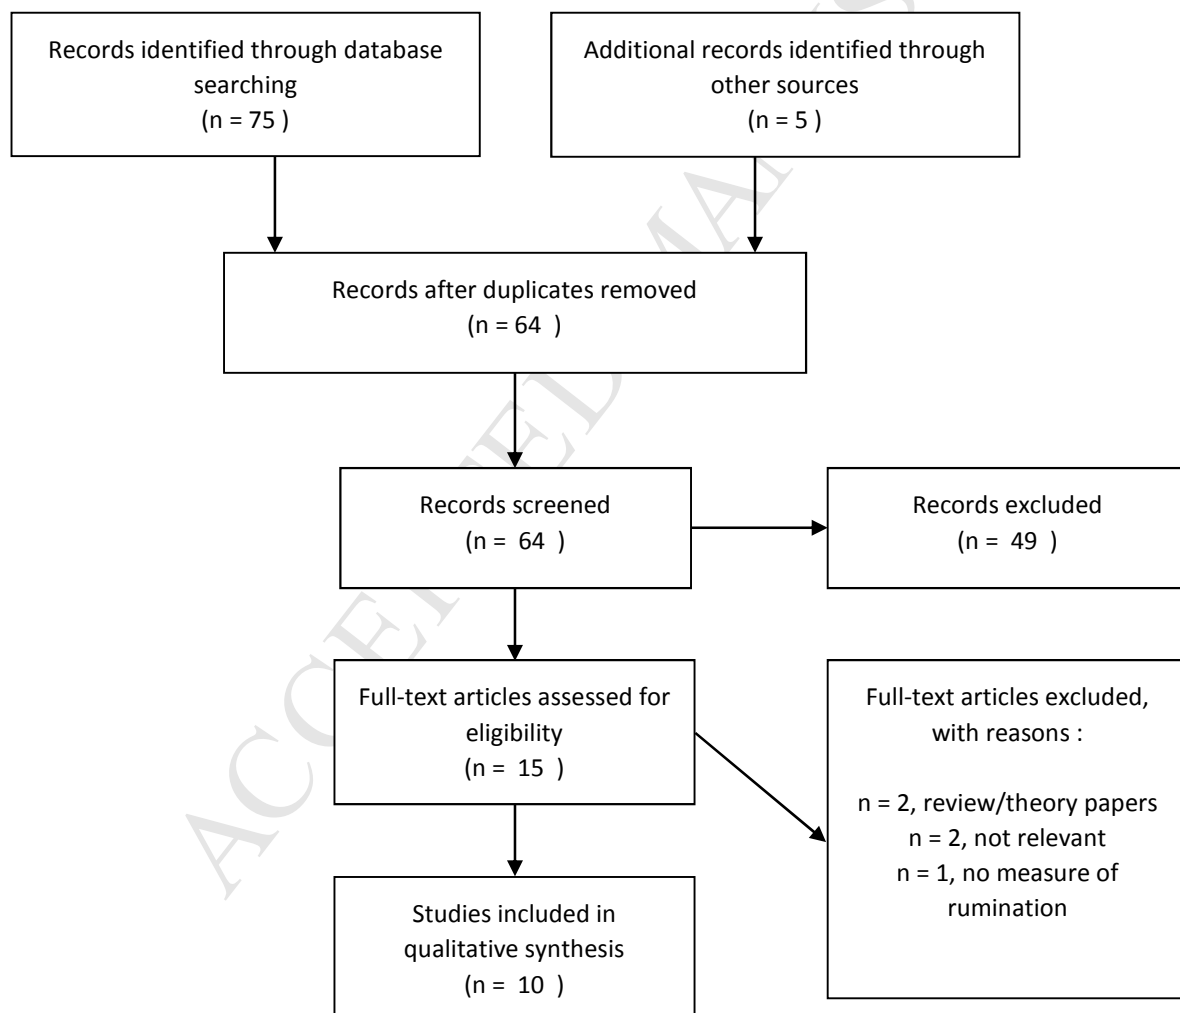 Records identified through database
searching
(n = 75 )
Additional records identified through
other sources
(n = 5 )
Records after duplicates removed
(n = 64  )
Records screened
(n =  64  )
Records excluded
(n =  49  )
Full-text articles assessed for
eligibility
(n =  15  )
Full-text articles excluded,
with reasons :
n = 2, review/theory papers
n = 2, not relevant
n = 1, no measure of
rumination
Studies included in
qualitative synthesis
(n =  10  )